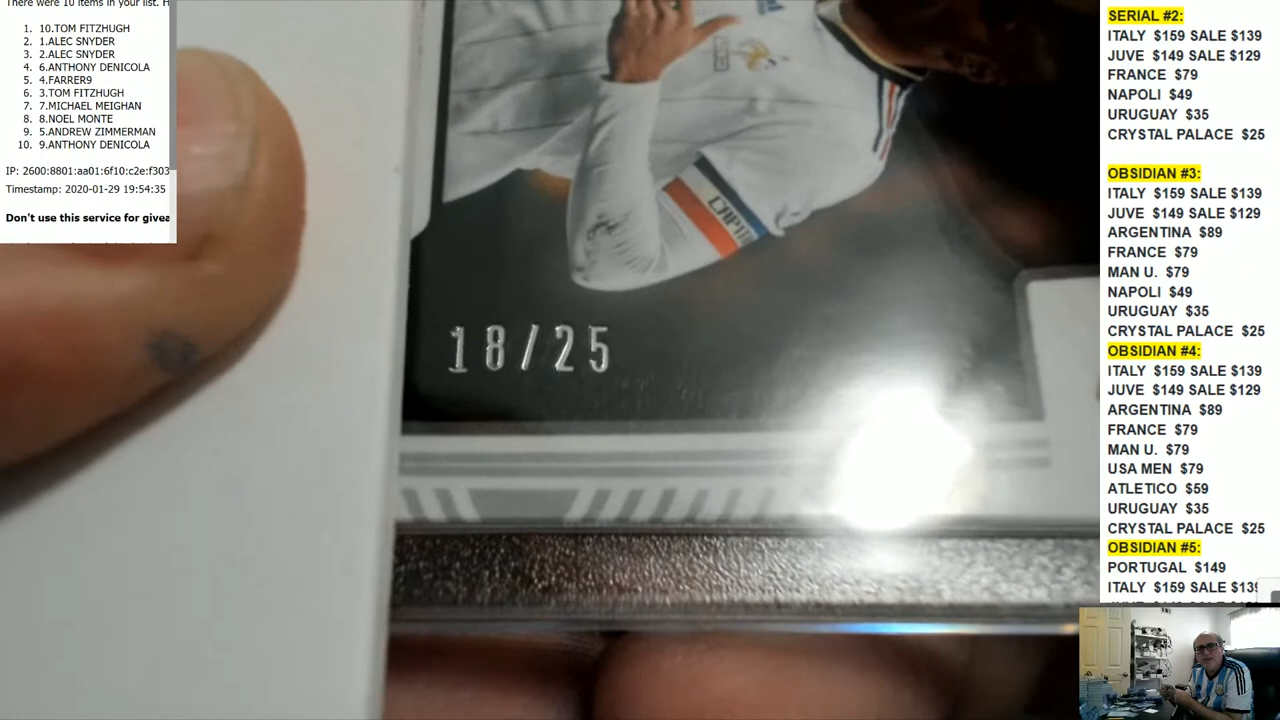 There were 10 items in your list. H
1. 10.TOM FITZHUGH
2. 1.ALEC SNYDER
3. 2.ALEC SNYDER
4. 6.ANTHONY DENICOLA
5. 4.FARRER9
6. 3.TOM FITZHUGH
7. 7.MICHAEL MEIGHAN
8. 8.NOEL MONTE
9. 5.ANDREW ZIMMERMAN
10. 9.ANTHONY DENICOLA
IP: 2600:8801:aa01:6f10:c2e:f303
Timestamp: 2020-01-29 19:54:35
Don't use this service for givea
18/25
SERIAL #2:
ITALY $159 SALE $139
JUVE $149 SALE $129
FRANCE $79
NAPOLI $49
URUGUAY $35
CRYSTAL PALACE $25
OBSIDIAN #3:
ITALY $159 SALE $139
JUVE $149 SALE $129
ARGENTINA $89
FRANCE $79
MAN U. $79
NAPOLI $49
URUGUAY $35
CRYSTAL PALACE $25
OBSIDIAN #4:
ITALY $159 SALE $139
JUVE $149 SALE $129
ARGENTINA $89
FRANCE $79
MAN U. $79
USA MEN $79
ATLETICO $59
URUGUAY $35
CRYSTAL PALACE $25
OBSIDIAN #5:
PORTUGAL $149
ITALY $159 SALE $139